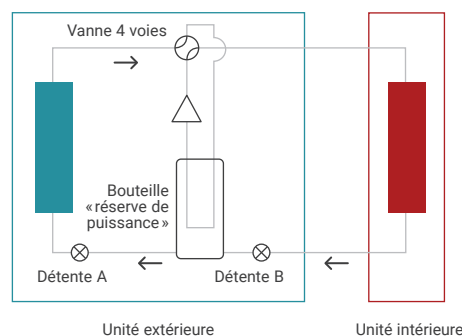 Vanne 4 voies
Bouteille
«réserve de
puissance»
Détente A
Détente B
Unité extérieure
Unité intérieure